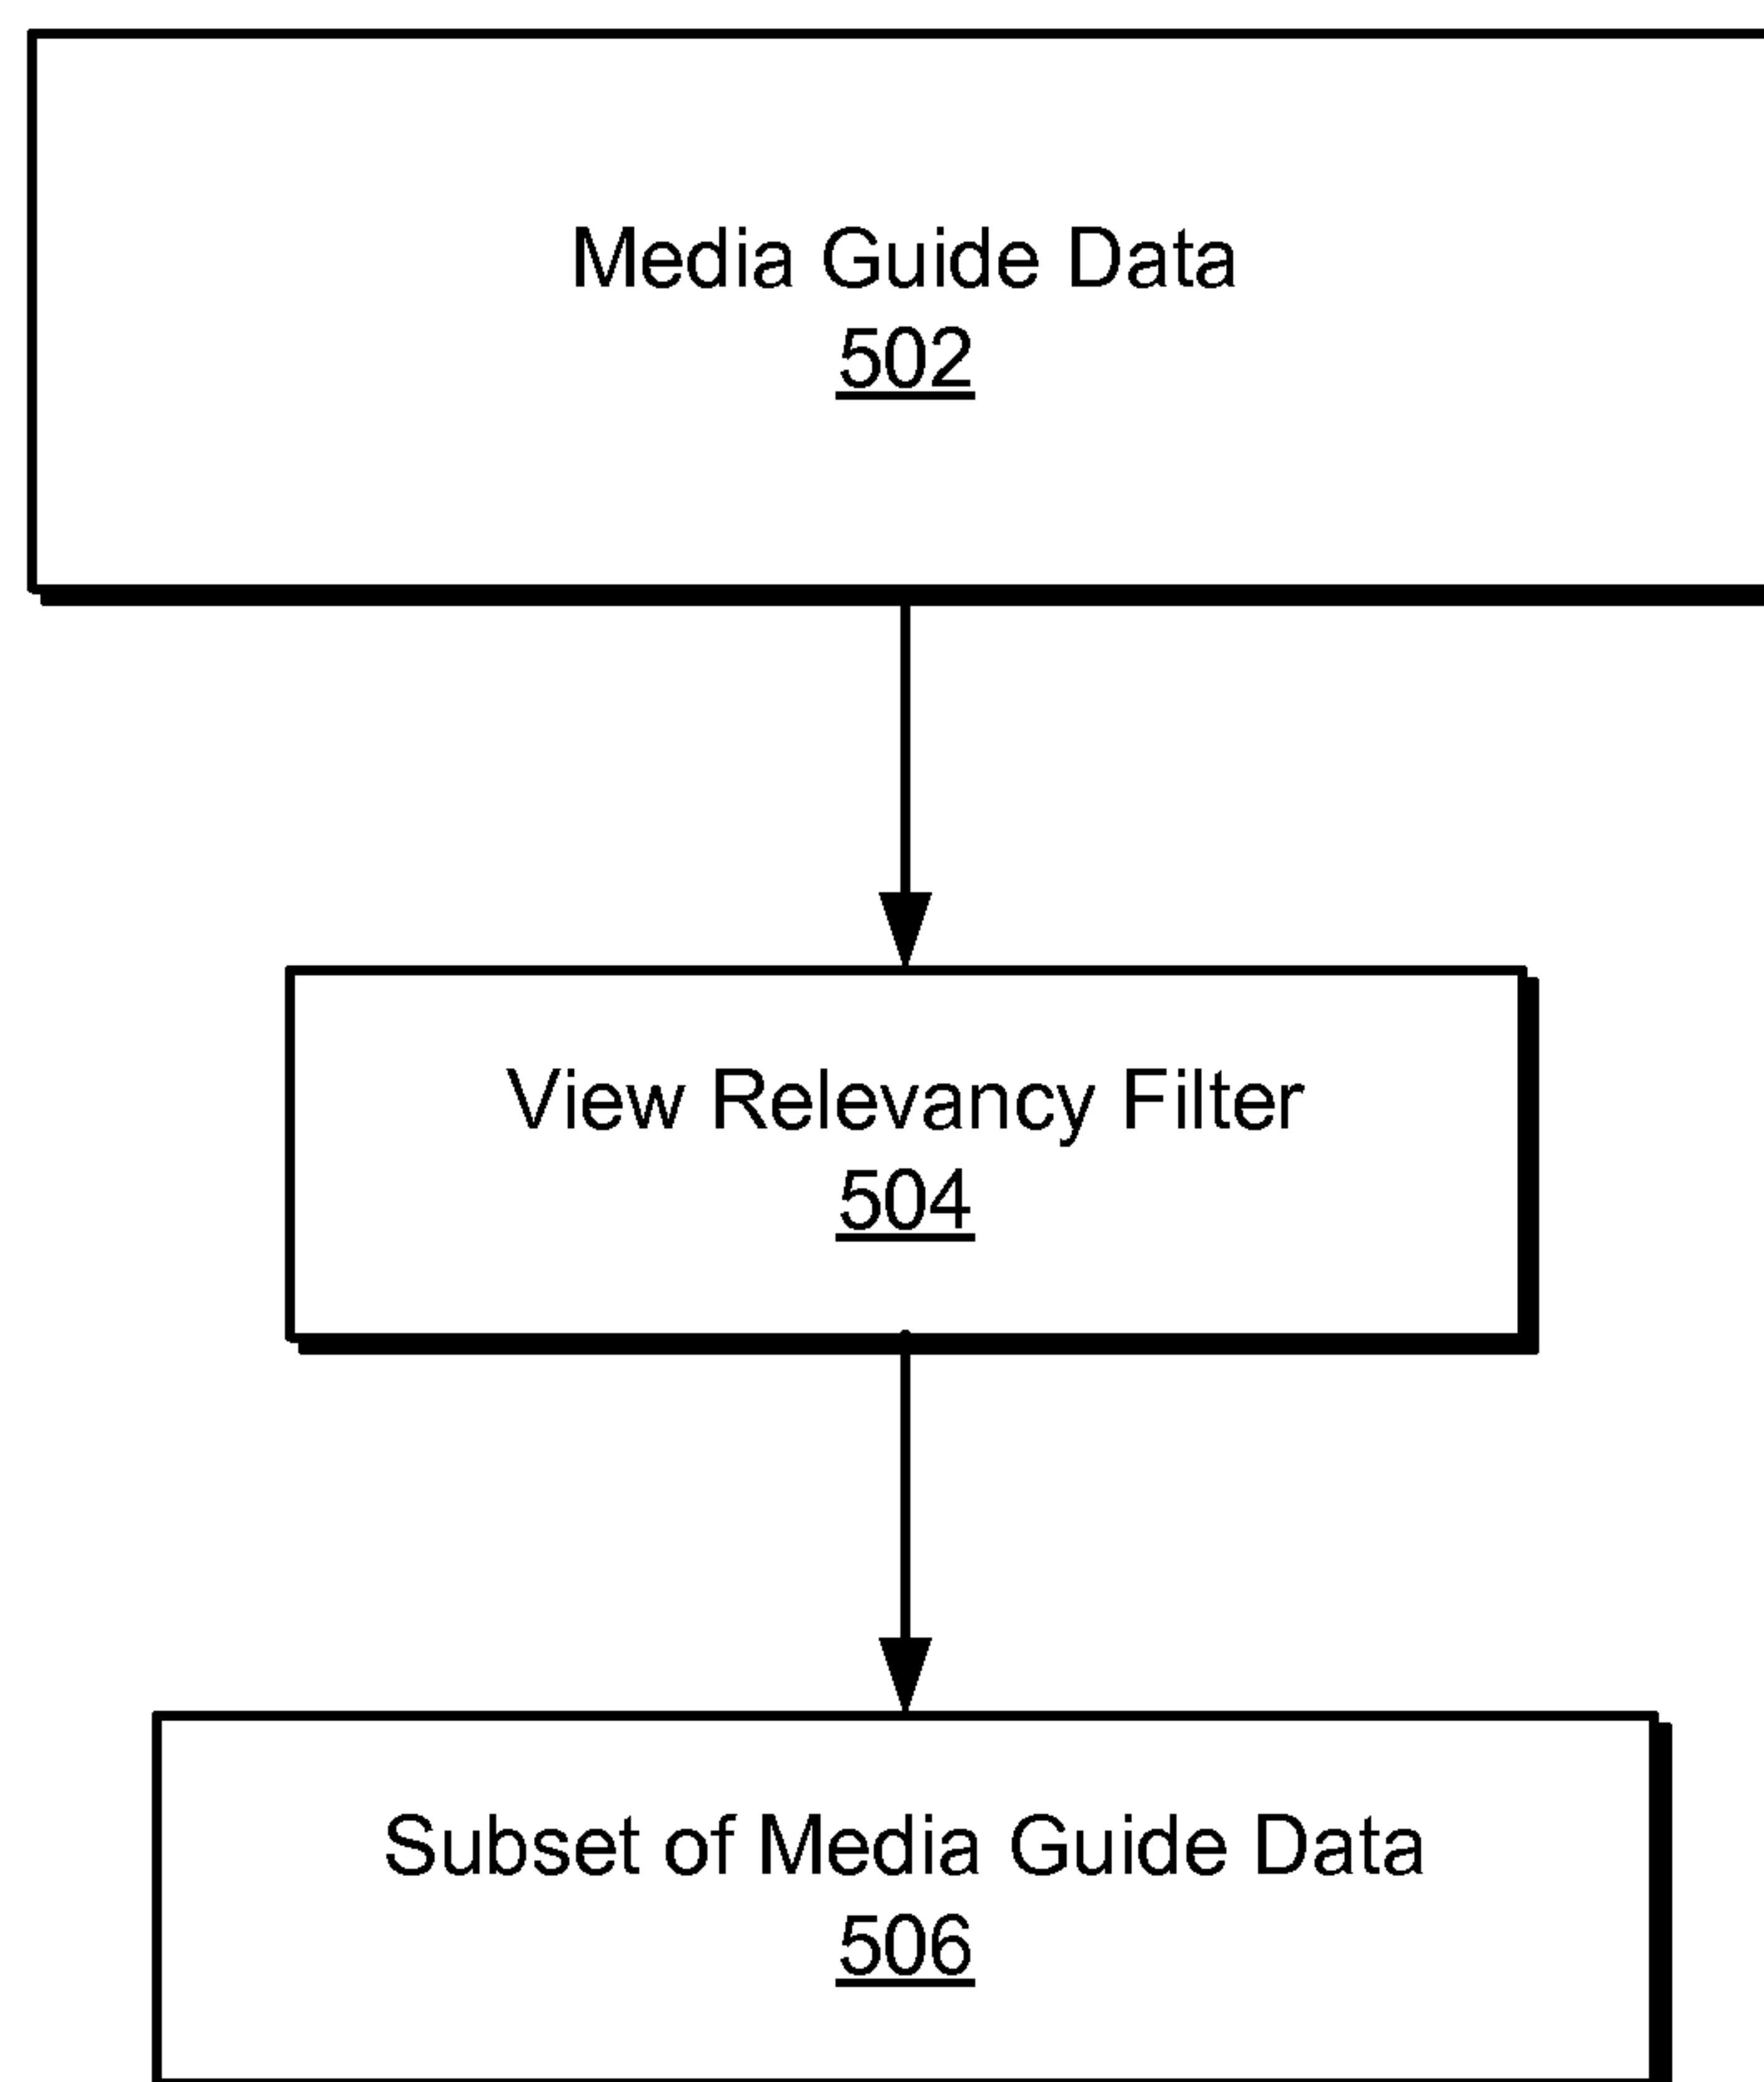 Media Guide Data
502
View Relevancy Filter
504
Subset of Media Guide Data
506